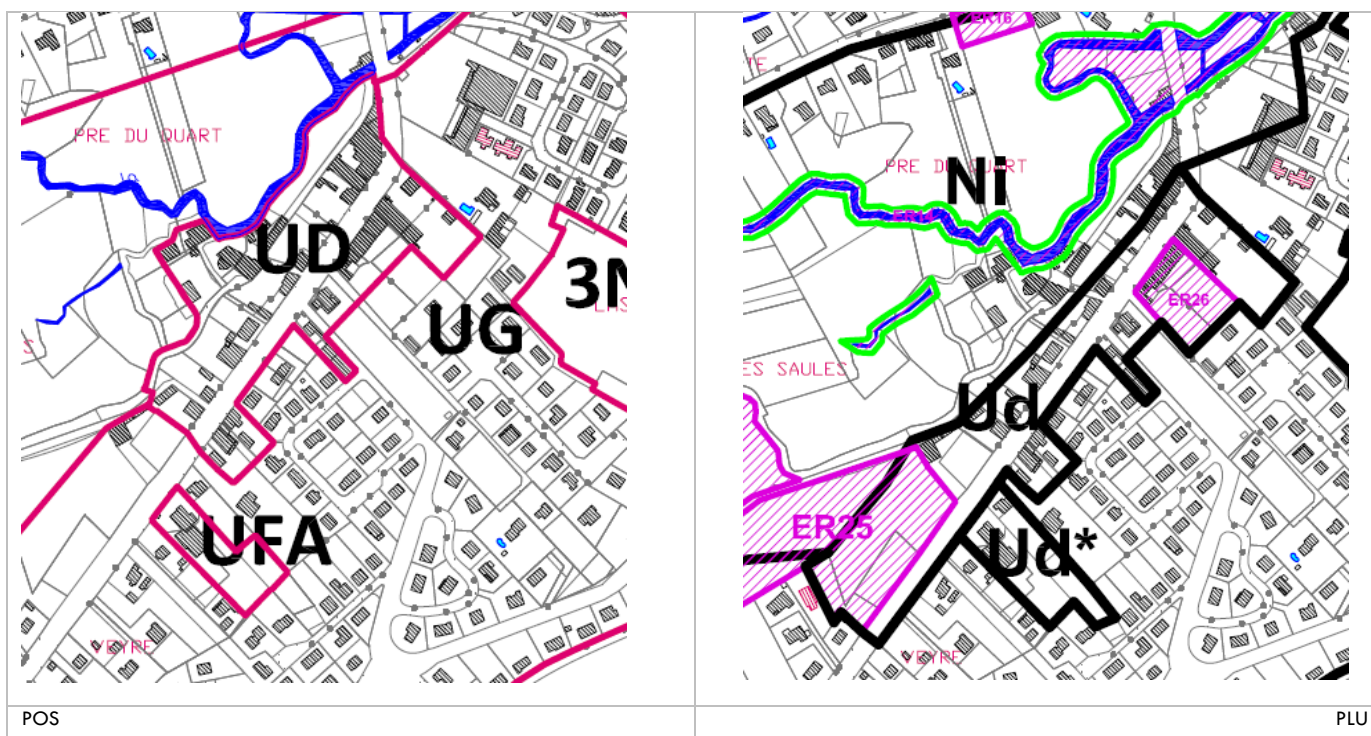 PRE DU QUART
UD
UG
3N
UFA
VEYRE
POS
ER16
PRE DU QUART
Ni
ER26
ES SAULES
Ud
ER25
Ud*
VEYRE
PLU